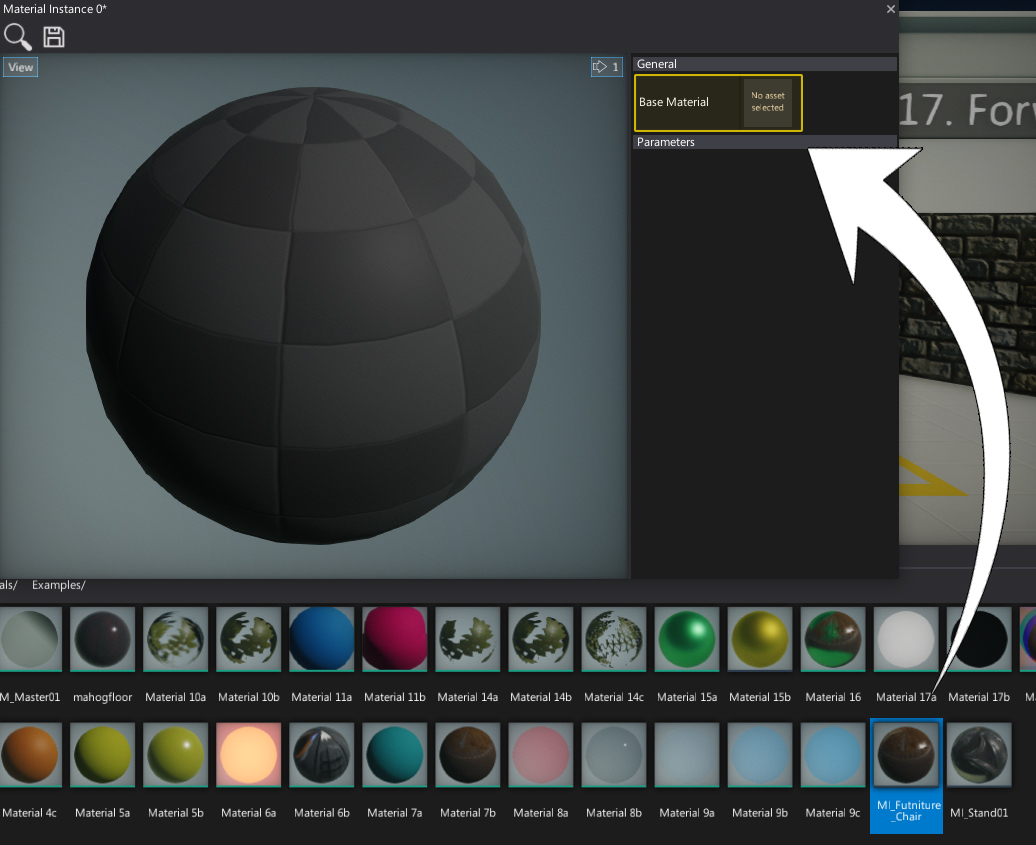 Material Instance 0*
View
1
General
Base Material
No asset
selected
Parameters
17. For
als/ Examples/
M_Master01 mahogfloor Material 10a Material 10b Material 11a Material 11b Material 14a Material 14b Material 14c Material 15a Material 15b Material 16 Material 17a Material 17b M
Material 4c Material 5a Material 5b Material 6a Material 6b Material 7a Material 7b Material 8a Material 8b Material 9a Material 9b Material 9c MI_Futniture MI_Stand01
_Chair